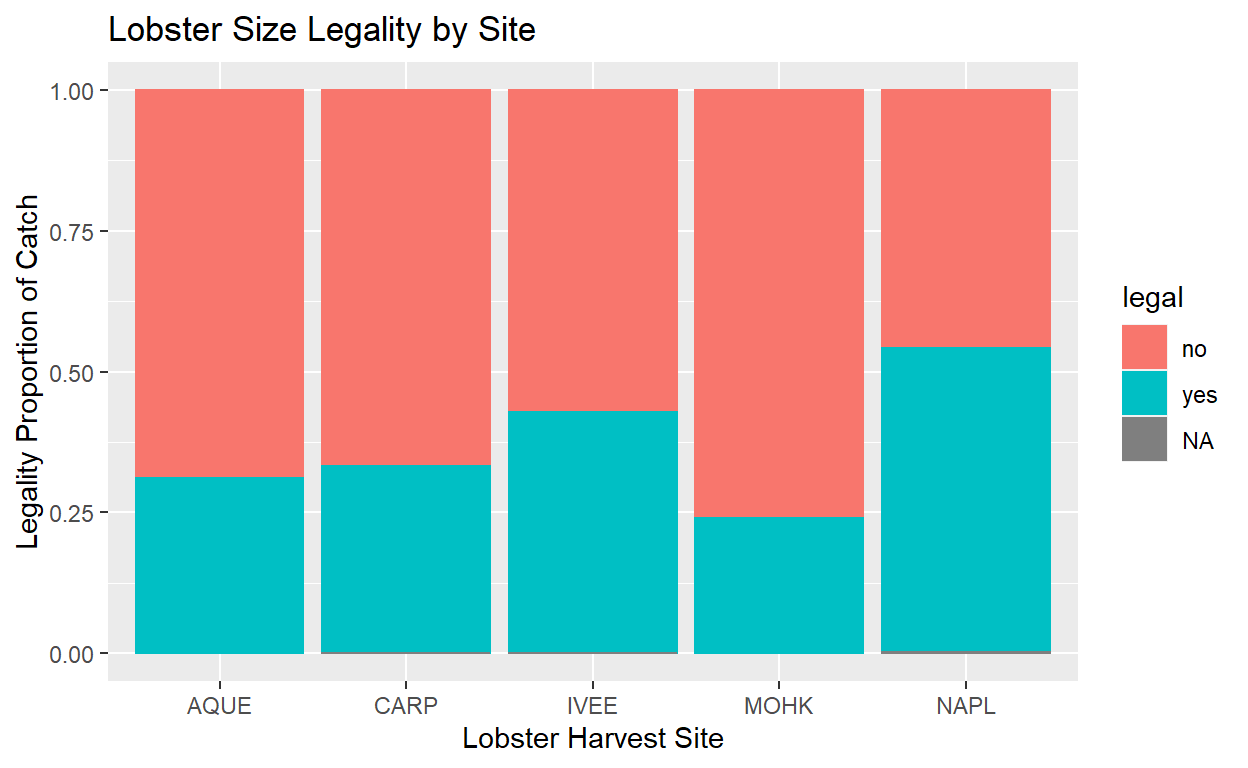 Lobster Size Legality by Site
Legality Proportion of Catch
1.00
0.75
0.50
0.25
0.00
AQUE CARP IVEE MOHK NAPL
Lobster Harvest Site
legal
no
yes
NA